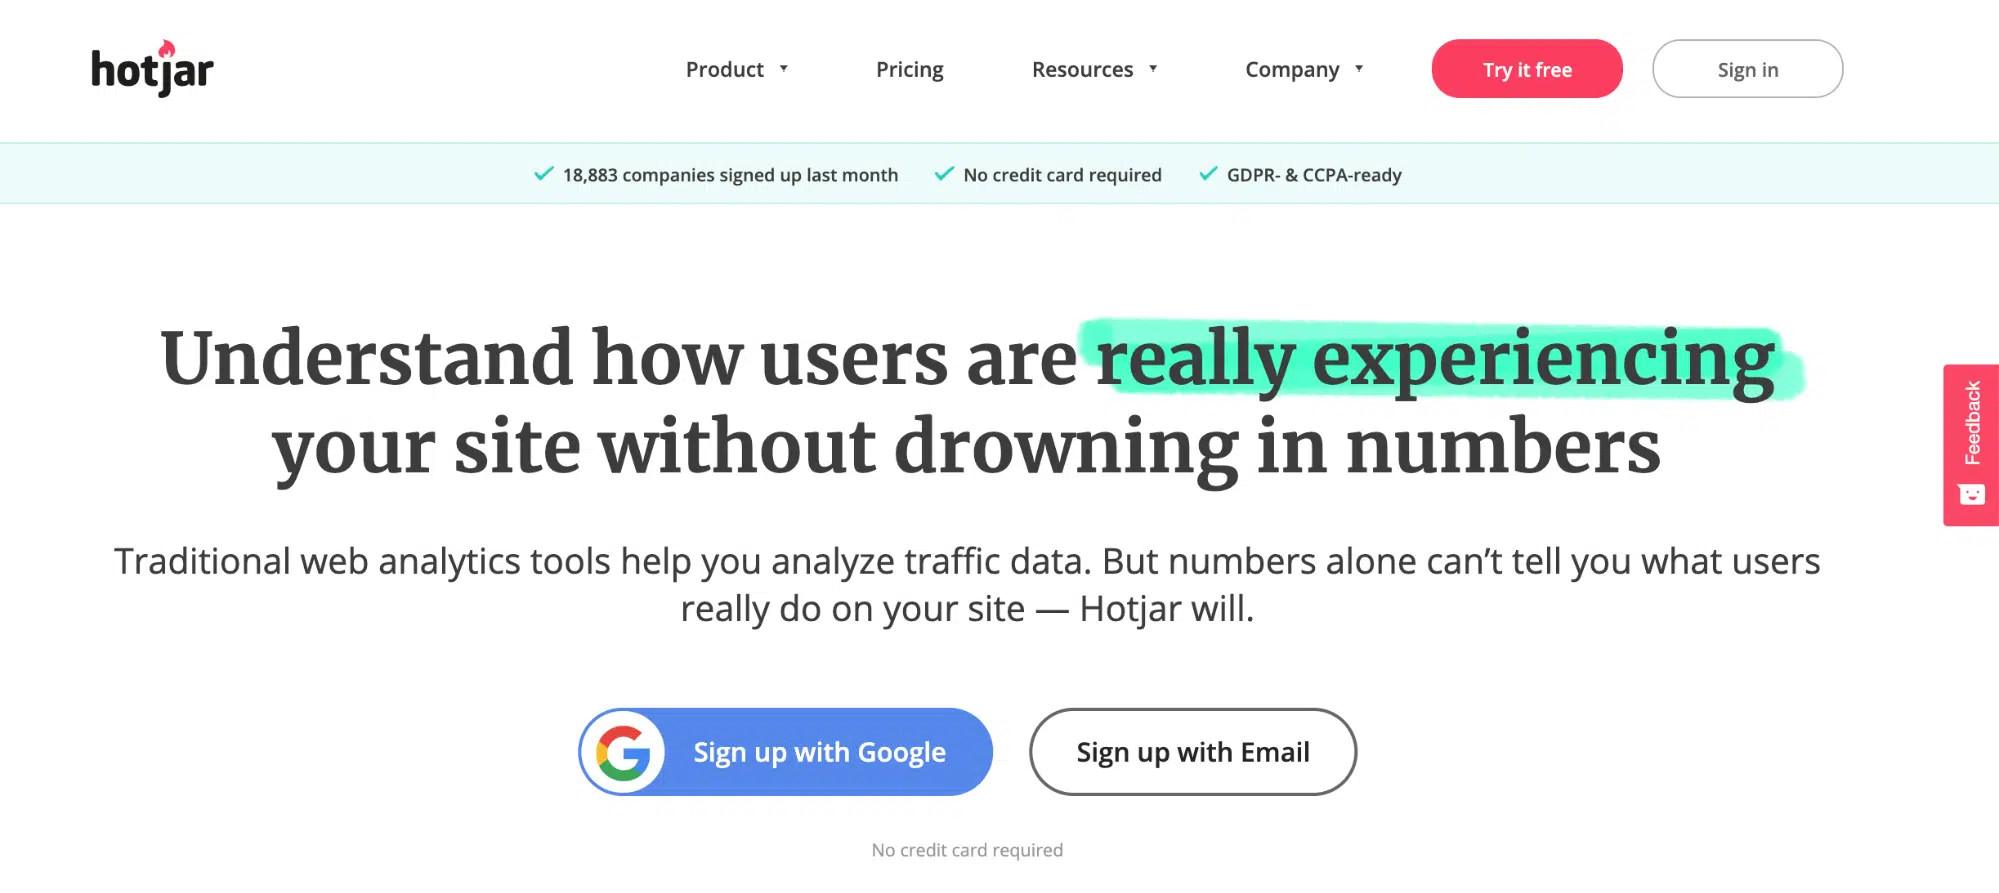 hotjar
Product
Pricing
Resources
Company
Try it free
Sign in
18,883 companies signed up last month
No credit card required
GDPR- & CCPA-ready
Understand how users are really experiencing
your site without drowning in numbers
Feedback
Traditional web analytics tools help you analyze traffic data. But numbers alone can’t tell you what users
really do on your site — Hotjar will.
Sign up with Google
Sign up with Email
No credit card required